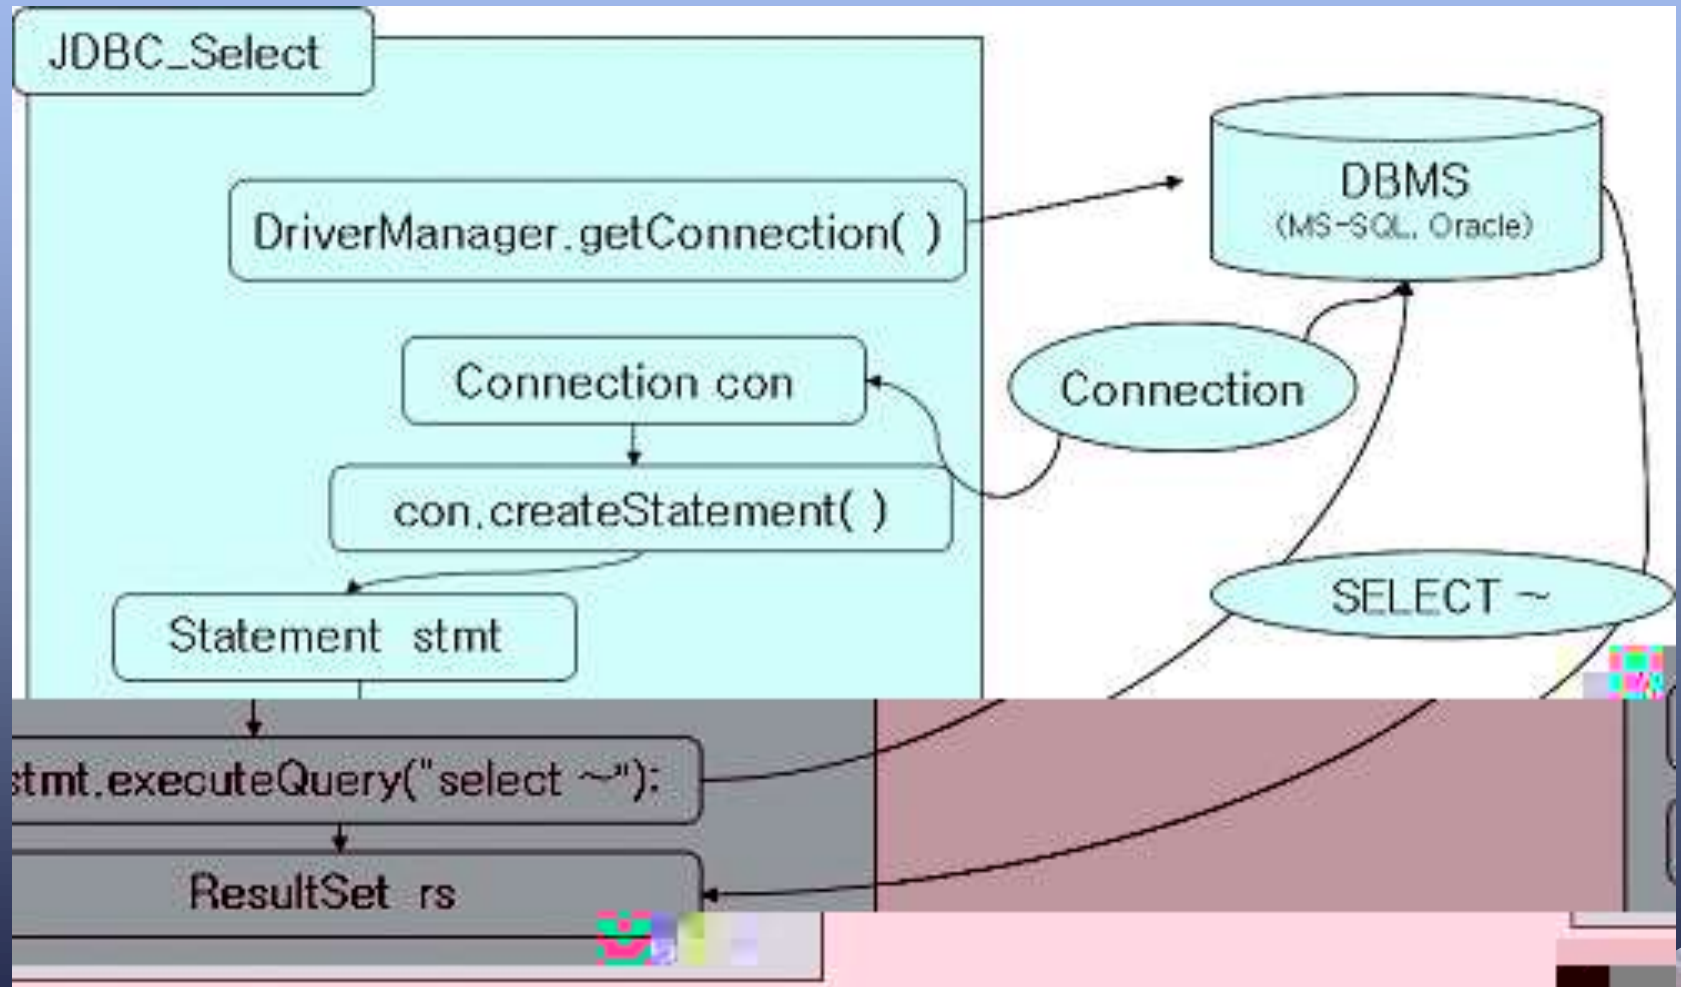 JDBC_Select
DriverManager.getConnection( )
DBMS
(MS-SQL, Oracle)
Connection con
Connection
con.createStatement( )
SELECT ~
Statement stmt
stmt.executeQuery("select ~");
ResultSet rs